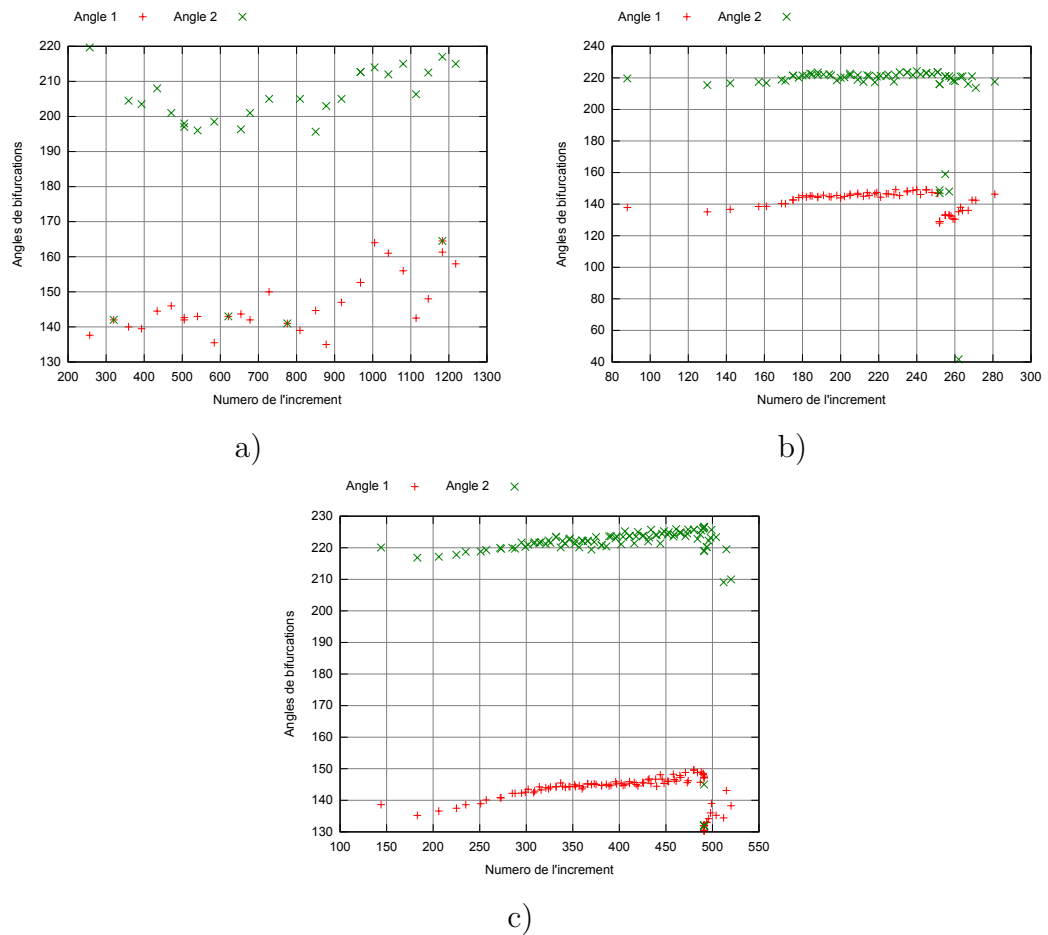 Angle 1 Angle 2
220
210
200
190
180
170
160
150
140
130
Angles de bifurcations
200 300 400 500 600 700 800 900 1000 1100 1200 1300
Numero de l'increment
a)
Angle 1 Angle 2
240
220
200
180
160
140
120
100
80
60
40
Angles de bifurcations
80 100 120 140 160 180 200 220 240 260 280 300
Numero de l'increment
b)
Angle 1 Angle 2
230
220
210
200
190
180
170
160
150
140
130
Angles de bifurcations
100 150 200 250 300 350 400 450 500 550
Numero de l'increment
c)